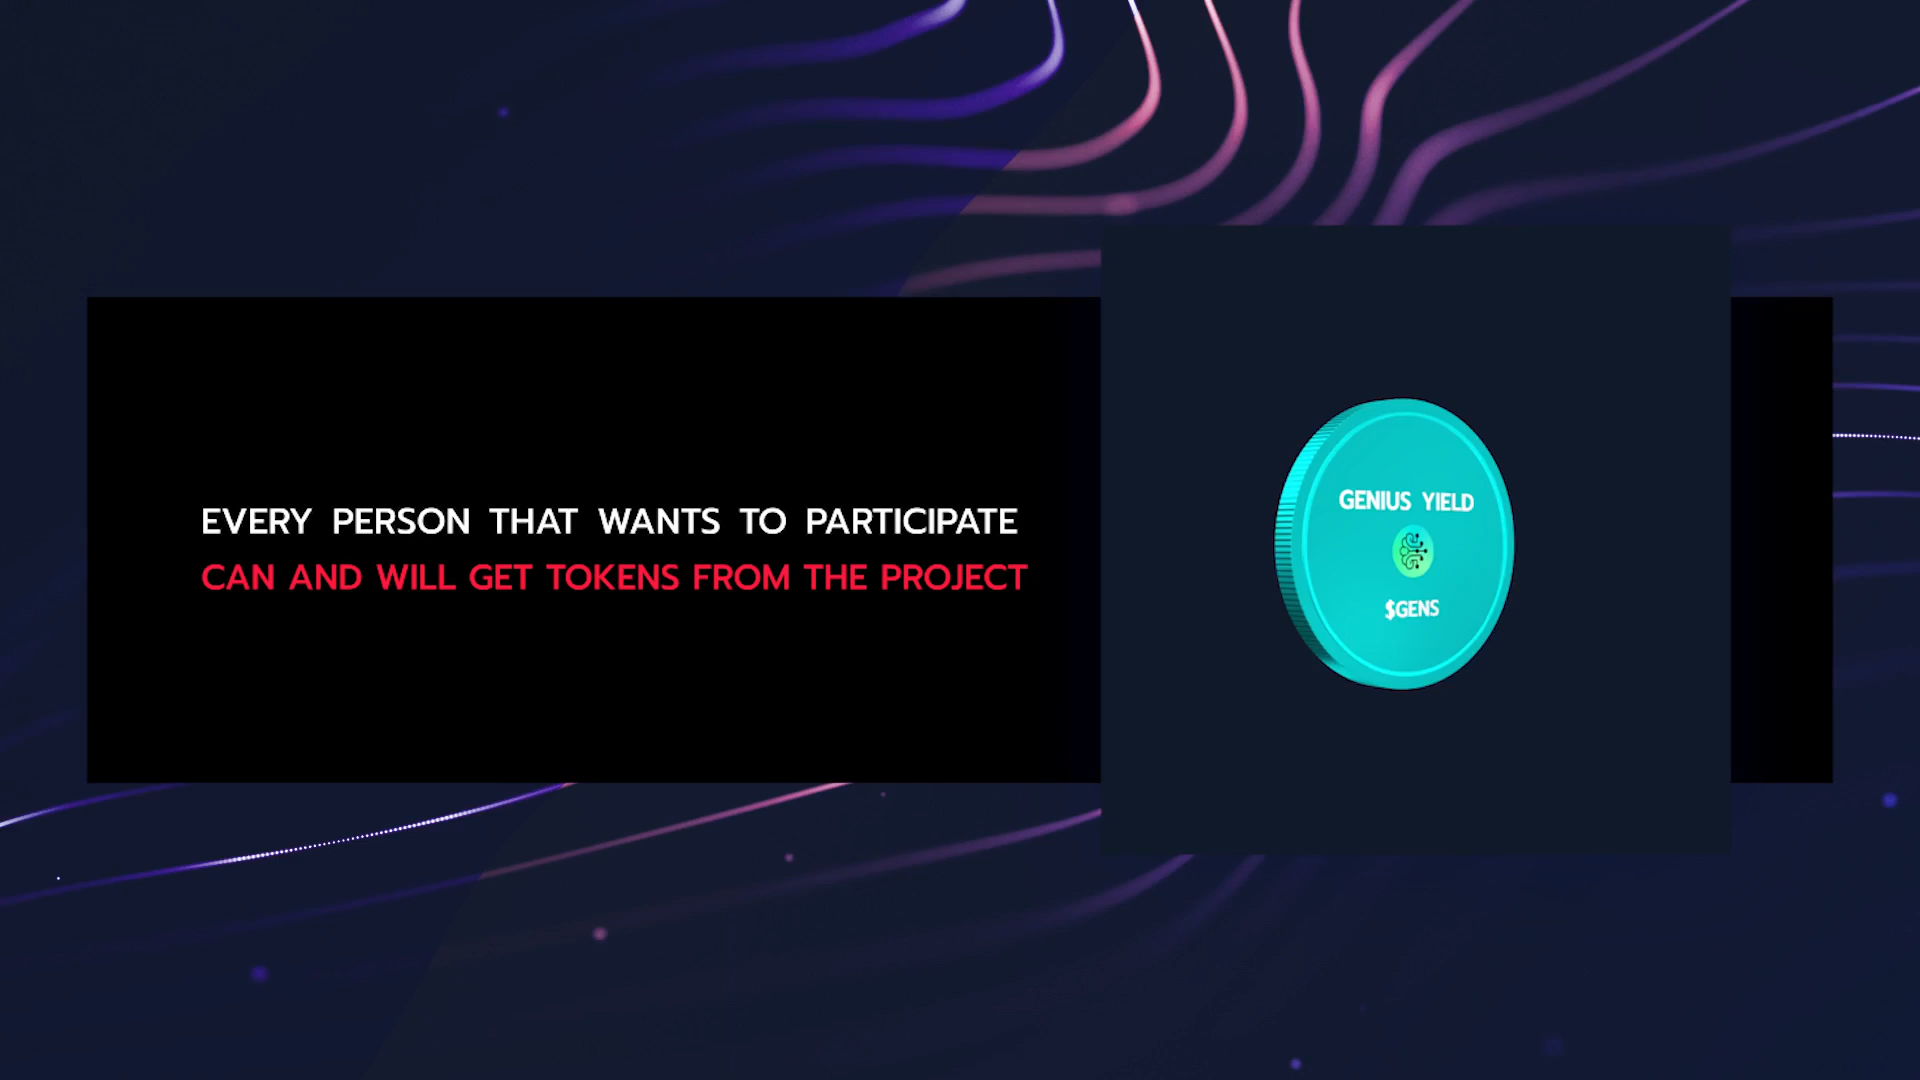 EVERY PERSON THAT WANTS TO PARTICIPATE
CAN AND WILL GET TOKENS FROM THE PROJECT
GENIUS YIELD
$GENS